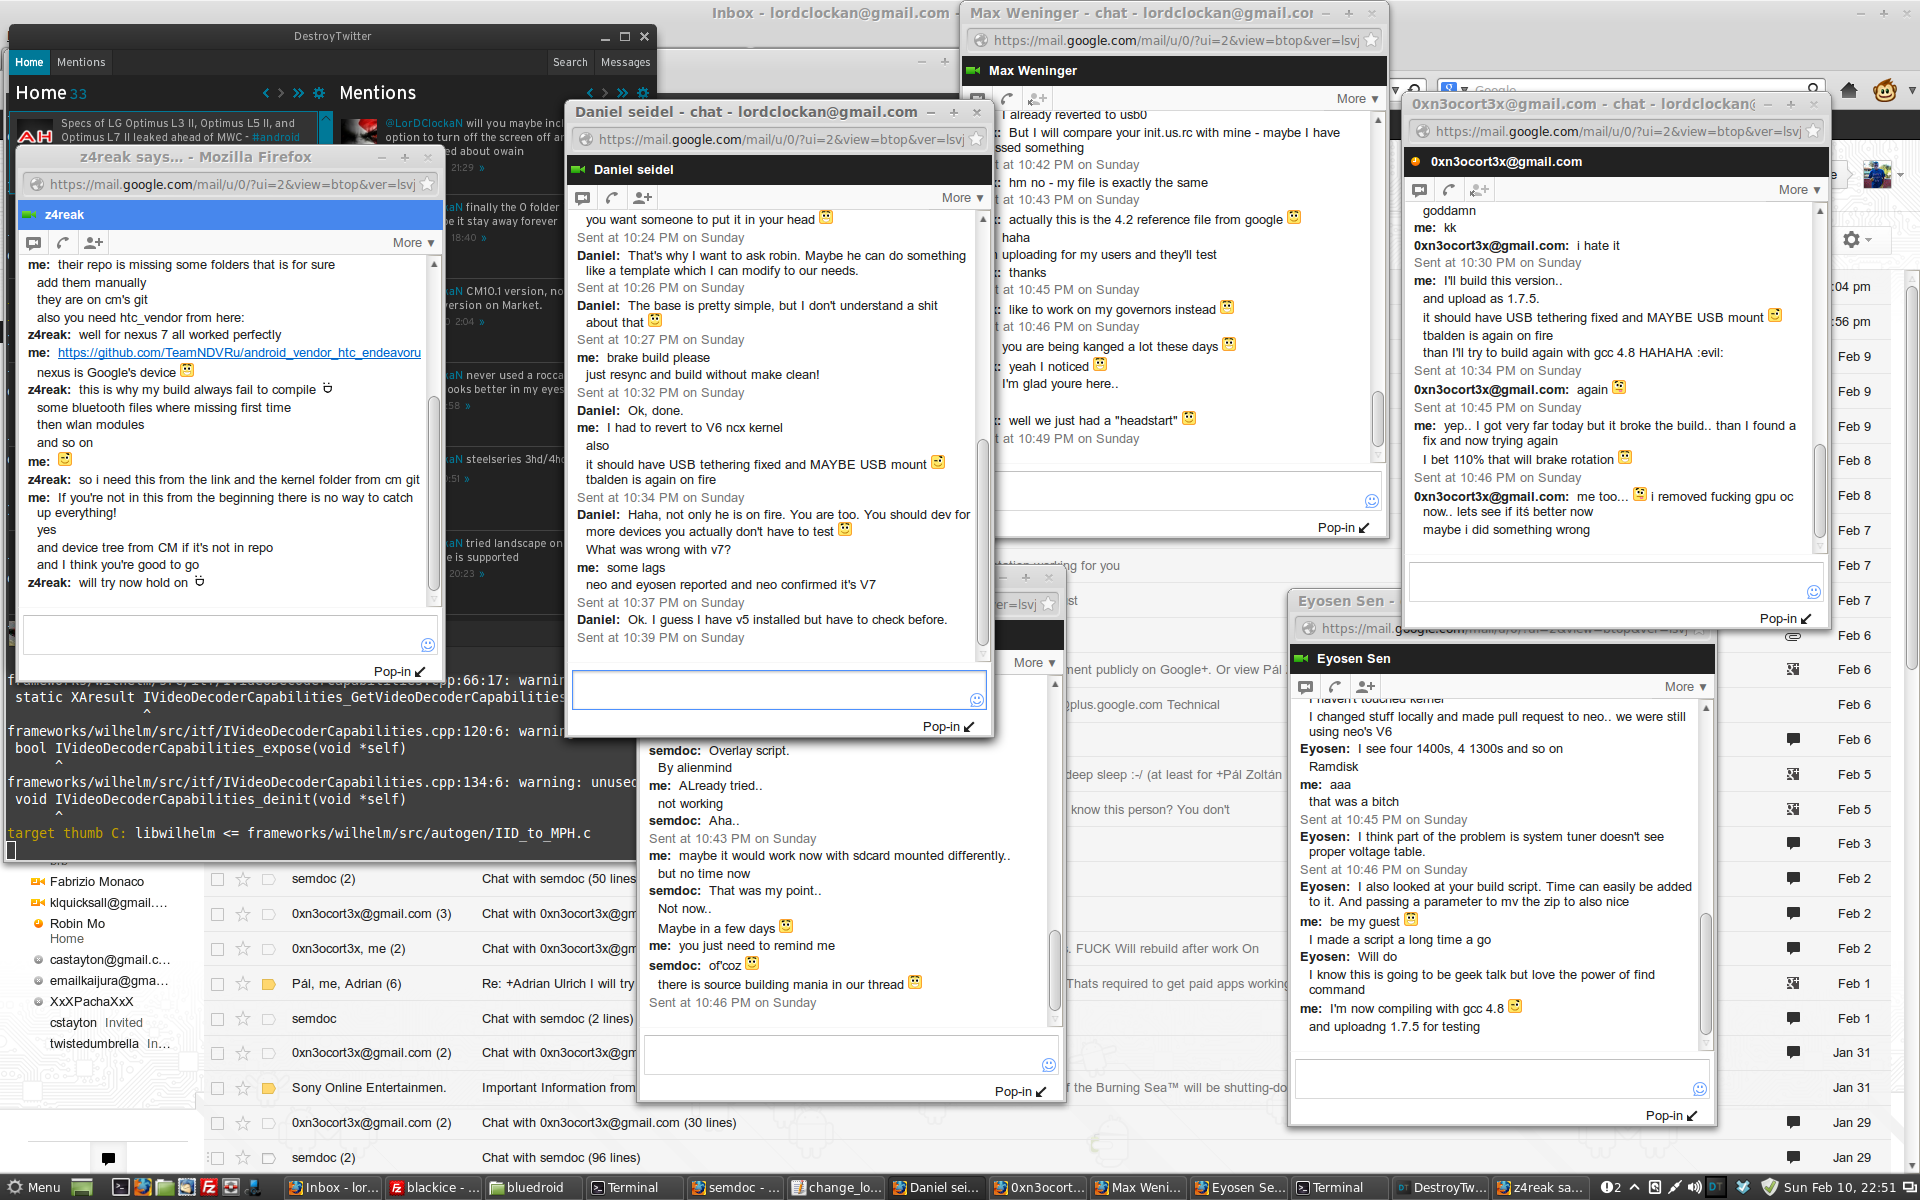 Inbox - lordclockan@gmail.com -
DestroyTwitter
Home
Mentions
Search
Messages
Home 33
Mentions
Specs of LG Optimus L3 II, Optimus L5 II, and
Optimus L7 II leaked ahead of MWC - #android
@LorDClockaN will you maybe incl
option to turn off the screen off an
d about owain
21:29 »
kaN finally the 0 folder
e it stay away forever
18:40 »
kaN CM10.1 version, no
ersion on Market.
2:04 »
kaN never used a rocca
ooks better in my eyes
:58 »
kaN steelseries 3hd/4hd
0:51 »
kaN tried landscape on
e is supported
20:23 »
z4reak says... - Mozilla Firefox
https://mail.google.com/mail/u/0/?ui=2&view=btop&ver=lsvj
z4reak
More ▾
me: their repo is missing some folders that is for sure
add them manually
they are on cm's git
also you need htc_vendor from here:
z4reak: well for nexus 7 all worked perfectly
me: https://github.com/TeamNDVRu/android_vendor_htc_endeavoru
nexus is Google's device
z4reak: this is why my build always fail to compile
some bluetooth files where missing first time
then wlan modules
and so on
me:
z4reak: so i need this from the link and the kernel folder from cm git
me: If you're not in this from the beginning there is no way to catch
up everything!
yes
and device tree from CM if it's not in repo
and I think you're good to go
z4reak: will try now hold on
Pop-in
Daniel seidel - chat - lordclockan@gmail.com
https://mail.google.com/mail/u/0/?ui=2&view=btop&ver=lsvj
Daniel seidel
More ▾
you want someone to put it in your head
Sent at 10:24 PM on Sunday
Daniel: That's why I want to ask robin. Maybe he can do something
like a template which I can modify to our needs.
Sent at 10:26 PM on Sunday
Daniel: The base is pretty simple, but I don't understand a shit
about that
Sent at 10:27 PM on Sunday
me: brake build please
just resync and build without make clean!
Sent at 10:32 PM on Sunday
Daniel: Ok, done.
me: I had to revert to V6 ncx kernel
also
it should have USB tethering fixed and MAYBE USB mount
tbalden is again on fire
Sent at 10:34 PM on Sunday
Daniel: Haha, not only he is on fire. You are too. You should dev for
more devices you actually don't have to test
What was wrong with v7?
me: some lags
neo and eyosen reported and neo confirmed it's V7
Sent at 10:37 PM on Sunday
Daniel: Ok. I guess I have v5 installed but have to check before.
Sent at 10:39 PM on Sunday
Pop-in
Max Weninger - chat - lordclockan@gmail.cor
https://mail.google.com/mail/u/0/?ui=2&view=btop&ver=lsvj
Max Weninger
More ▾
I already reverted to usb0
: But I will compare your init.us.rc with mine - maybe I have
ssed something
t at 10:42 PM on Sunday
: hm no - my file is exactly the same
t at 10:43 PM on Sunday
: actually this is the 4.2 reference file from google
haha
uploading for my users and they'll test
: thanks
t at 10:45 PM on Sunday
: like to work on my governors instead
t at 10:46 PM on Sunday
you are being kanged a lot these days
: yeah I noticed
I'm glad youre here..
: well we just had a "headstart"
t at 10:49 PM on Sunday
Pop-in
0xn3ocort3x@gmail.com - chat - lordclockan@
https://mail.google.com/mail/u/0/?ui=2&view=btop&ver=lsvj
0xn3ocort3x@gmail.com
More ▾
goddamn
me: kk
0xn3ocort3x@gmail.com: i hate it
Sent at 10:30 PM on Sunday
me: I'll build this version..
and upload as 1.7.5.
it should have USB tethering fixed and MAYBE USB mount
tbalden is again on fire
than I'll try to build again with gcc 4.8 HAHAHA :evil:
Sent at 10:34 PM on Sunday
0xn3ocort3x@gmail.com: again
Sent at 10:45 PM on Sunday
me: yep.. I got very far today but it broke the build.. than I found a
fix and now trying again
I bet 110% that will brake rotation
Sent at 10:46 PM on Sunday
0xn3ocort3x@gmail.com: me too... i removed fucking gpu oc
now.. lets see if itś better now
maybe i did something wrong
Pop-in
er=lsvj
More ▾
semdoc: Overlay script.
By alienmind
me: ALready tried..
not working
semdoc: Aha..
Sent at 10:43 PM on Sunday
me: maybe it would work now with sdcard mounted differently..
but no time now
semdoc: That was my point..
Not now..
Maybe in a few days
me: you just need to remind me
semdoc: of'coz
there is source building mania in our thread
Sent at 10:46 PM on Sunday
Pop-in
Eyosen Sen -
https://mail.google.com/mail/u/0/?ui=2&view=btop&ver=lsvj
Eyosen Sen
More ▾
I haven't touched kernel
I changed stuff locally and made pull request to neo.. we were still
using neo's V6
Eyosen: I see four 1400s, 4 1300s and so on
Ramdisk
me: aaa
that was a bitch
Sent at 10:45 PM on Sunday
Eyosen: I think part of the problem is system tuner doesn't see
proper voltage table.
Sent at 10:46 PM on Sunday
Eyosen: I also looked at your build script. Time can easily be added
to it. And passing a parameter to mv the zip to also nice
me: be my guest
I made a script a long time a go
Eyosen: Will do
I know this is going to be geek talk but love the power of find
command
me: I'm now compiling with gcc 4.8
and uploadng 1.7.5 for testing
Pop-in
frameworks/wilhelm/src/itf/IVideoDecoderCapabilities.cpp:66:17: warnin
static XAresult IVideoDecoderCapabilities_GetVideoDecoderCapabilities
^
frameworks/wilhelm/src/itf/IVideoDecoderCapabilities.cpp:120:6: warnin
bool IVideoDecoderCapabilities_expose(void *self)
^
frameworks/wilhelm/src/itf/IVideoDecoderCapabilities.cpp:134:6: warning: unused
void IVideoDecoderCapabilities_deinit(void *self)
^
target thumb C: libwilhelm <= frameworks/wilhelm/src/autogen/IID_to_MPH.c
Google
:04 pm
:56 pm
Feb 9
Feb 9
Feb 9
Feb 8
Feb 8
Feb 7
tation working for you
Feb 7
st
Feb 7
Feb 6
ment publicly on Google+. Or view Pál
Feb 6
@plus.google.com Technical
Feb 6
Feb 6
deep sleep :-/ (at least for +Pál Zoltán
Feb 5
know this person? You don't
Feb 5
Feb 3
Fabrizio Monaco
klquicksall@gmail....
Robin Mo
Home
castayton@gmail.c...
emailkaijura@gma...
XxXPachaXxX
cstayton Invited
twistedumbrella In...
semdoc (2)
Chat with semdoc (50 lines
Feb 2
0xn3ocort3x@gmail.com (3)
Chat with 0xn3ocort3x@gm
Feb 2
0xn3ocort3x, me (2)
Chat with 0xn3ocort3x@gm
. FUCK Will rebuild after work On
Feb 2
Pál, me, Adrian (6)
Re: +Adrian Ulrich I will try
Thats required to get paid apps working
Feb 1
semdoc
Chat with semdoc (2 lines)
Feb 1
0xn3ocort3x@gmail.com (2)
Chat with 0xn3ocort3x@gm
Jan 31
Sony Online Entertainmen.
Important Information from
f the Burning Sea™ will be shutting-do
Jan 31
0xn3ocort3x@gmail.com (2)
Chat with 0xn3ocort3x@gmail.com (30 lines)
Jan 29
semdoc (2)
Chat with semdoc (96 lines)
Jan 29
Menu
Inbox - lor...
blackice - ...
bluedroid
Terminal
semdoc - ...
change_lo...
Daniel sei...
0xn3ocort...
Max Weni...
Eyosen Se...
Terminal
DestroyTw...
z4reak sa...
2
DT
Sun Feb 10, 22:51